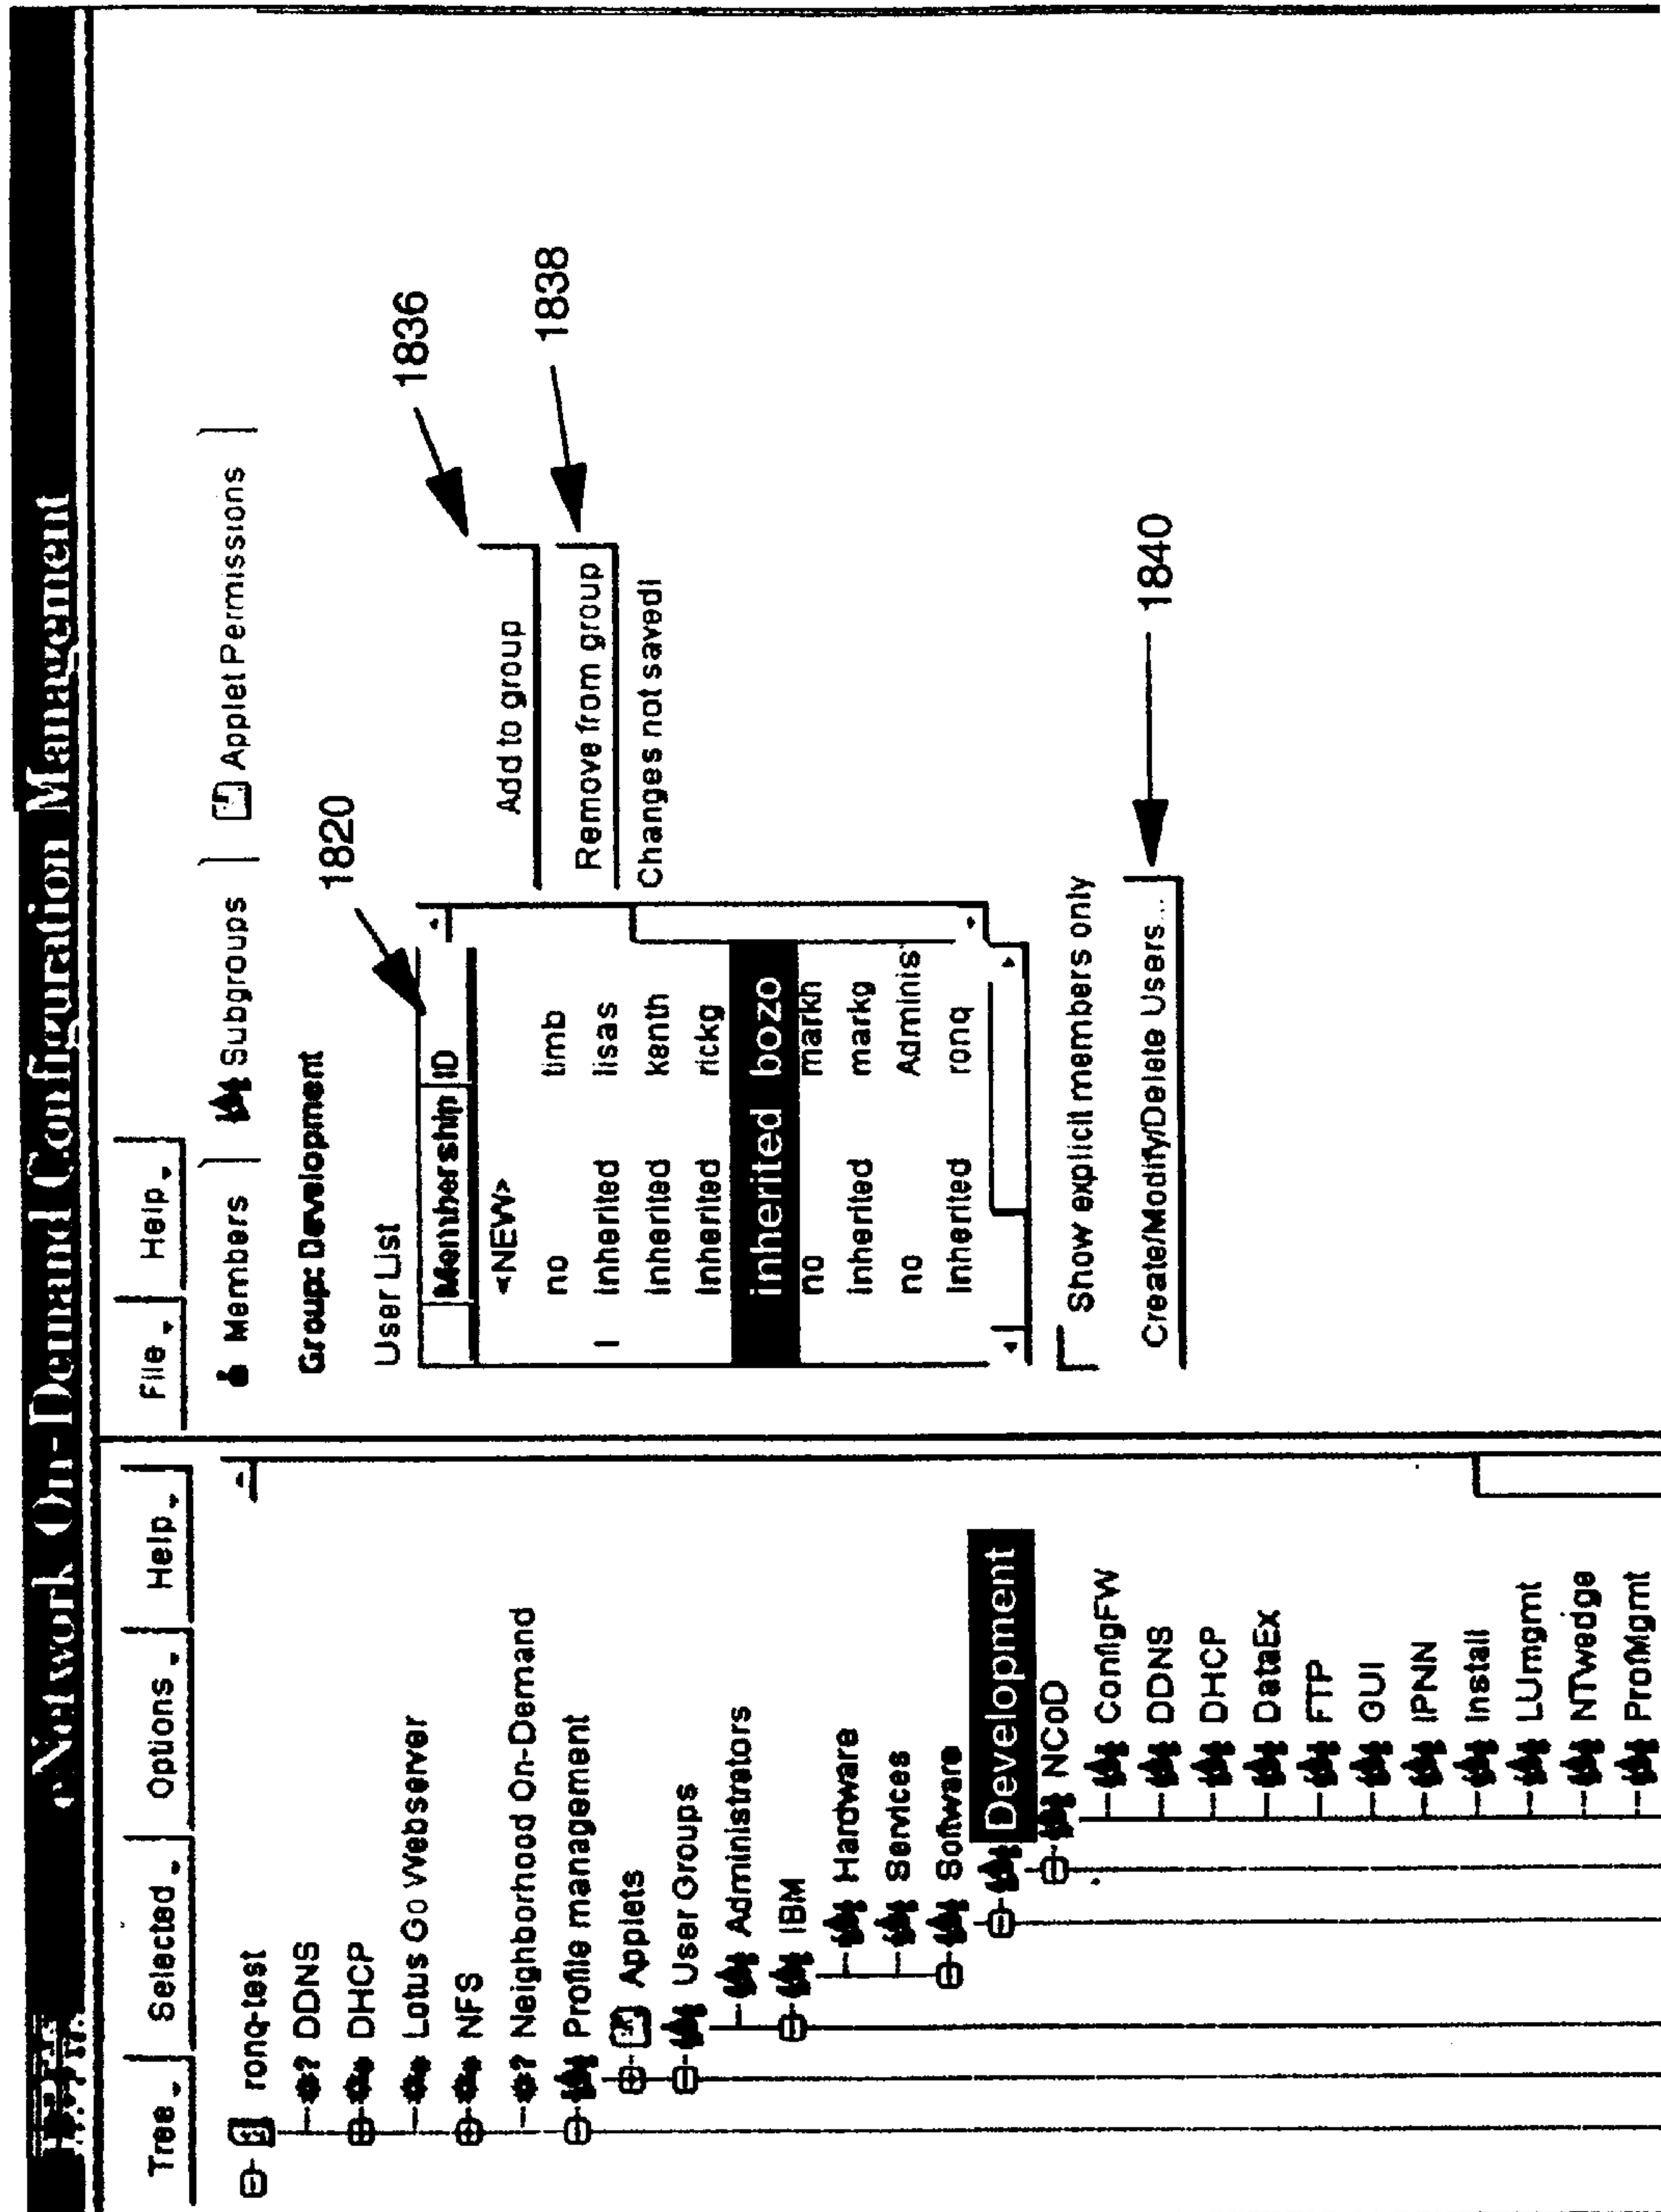 IBM eNetwork On-Demand Configuration Management
Tree Selected Options Help
ronq-test
? DDNS
DHCP
Lotus Go Webserver
NFS
? Neighborhood On-Demand
Profile management
Applets
User Groups
Administrators
IBM
Hardware
Services
Software
Development
NCoD
ConfigFW
DDNS
DHCP
DataEx
FTP
GUI
IPNN
Install
LUmgmt
NTwedge
ProfMgmt
File Help
Members Subgroups Applet Permissions
Group: Development
1820
User List
Membership ID
<NEW>
no timb
inherited lisas
inherited kenth
inherited rickg
inherited bozo
no markh
inherited markg
no Adminis
inherited ronq
Add to group
1836
Remove from group
1838
Changes not saved!
Show explicit members only
Create/Modify/Delete Users...
1840